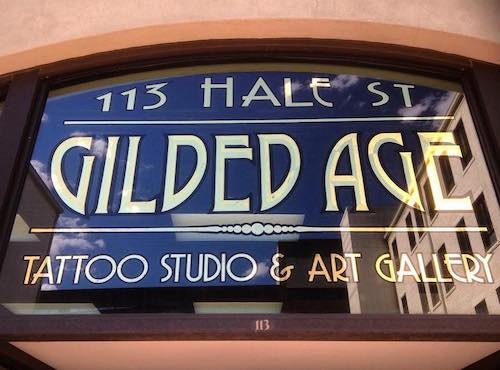 113 HALE ST
GILDED AGE
TATTOO STUDIO & ART GALLERY
113